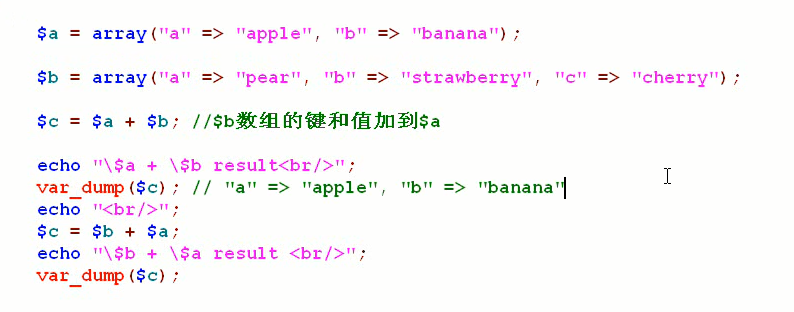 $a = array("a" => "apple", "b" => "banana");
$b = array("a" => "pear", "b" => "strawberry", "c" => "cherry");
$c = $a + $b; //$b数组的键和值加到$a
echo "\$a + \$b result<br/>";
var_dump($c); // "a" => "apple", "b" => "banana"
echo "<br/>";
$c = $b + $a;
echo "\$b + \$a result <br/>";
var_dump($c);